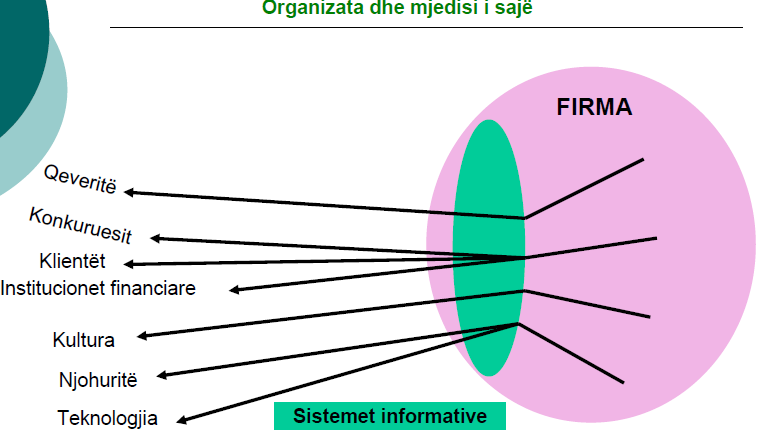 Organizata dhe mjedisi i sajë
FIRMA
Qeveritë
Konkuruesit
Klientët
Institucionet financiare
Kultura
Njohuritë
Teknologjia
Sistemet informative